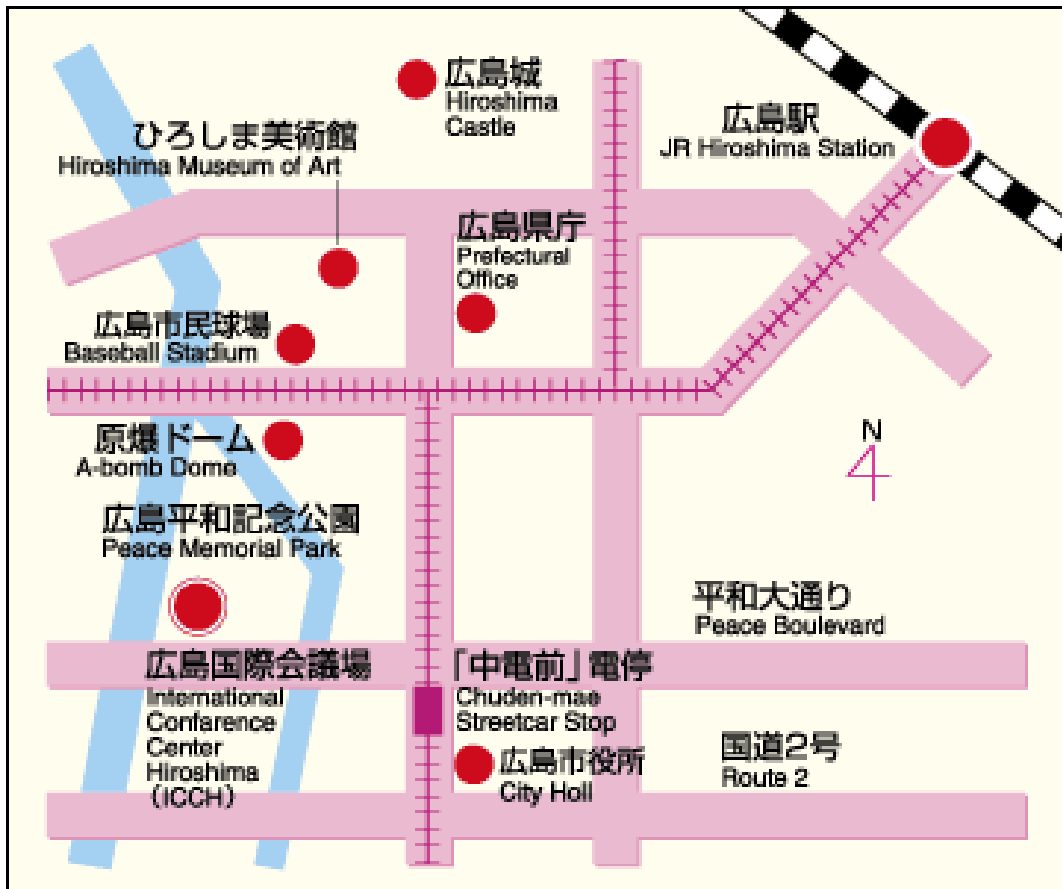 広島城
Hiroshima
Castle
ひろしま美術館
Hiroshima Museum of Art
広島駅
JR Hiroshima Station
広島県庁
Prefectural
Office
広島市民球場
Baseball Stadium
原爆ドーム
A-bomb Dome
N
広島平和記念公園
Peace Memorial Park
平和大通り
Peace Boulevard
広島国際会議場
International
Confarence
Center
Hiroshima
(ICCH)
「中電前」電停
Chuden-mae
Streetcar Stop
広島市役所
City Holl
国道2号
Route 2